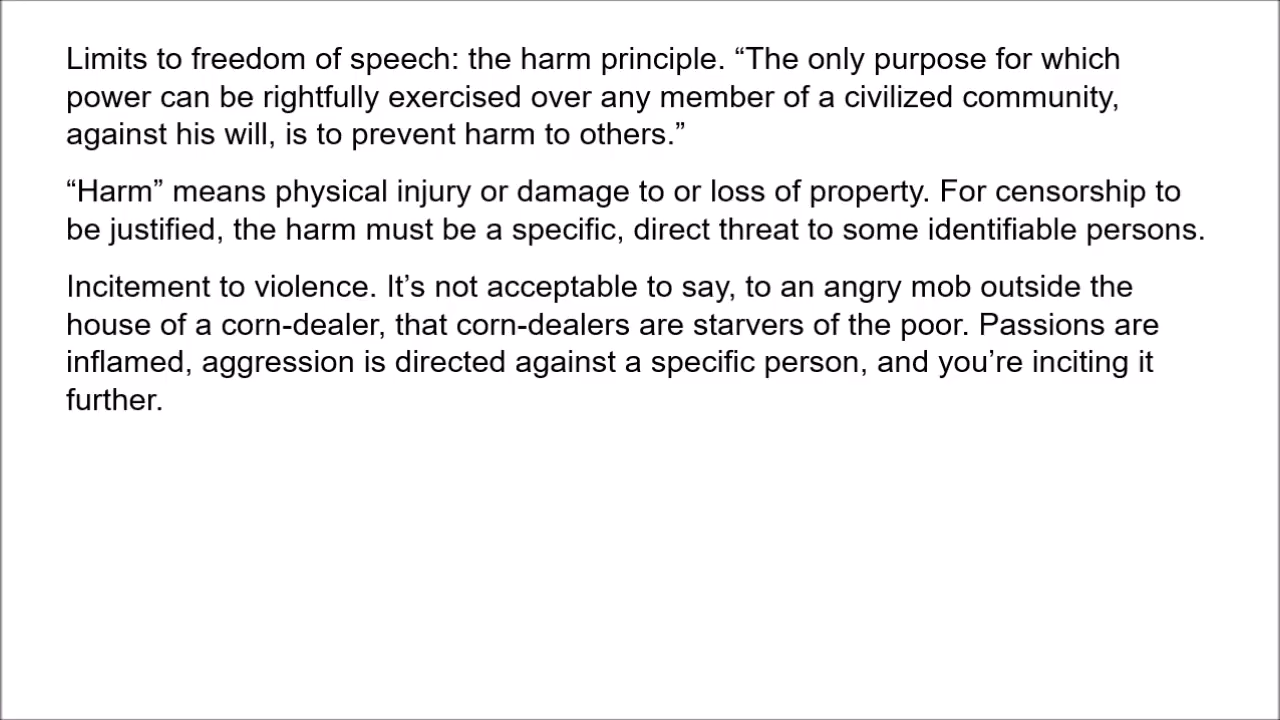 Limits to freedom of speech: the harm principle. “The only purpose for which
power can be rightfully exercised over any member of a civilized community,
against his will, is to prevent harm to others.”
“Harm” means physical injury or damage to or loss of property. For censorship to
be justified, the harm must be a specific, direct threat to some identifiable persons.
Incitement to violence. It’s not acceptable to say, to an angry mob outside the
house of a corn-dealer, that corn-dealers are starvers of the poor. Passions are
inflamed, aggression is directed against a specific person, and you’re inciting it
further.